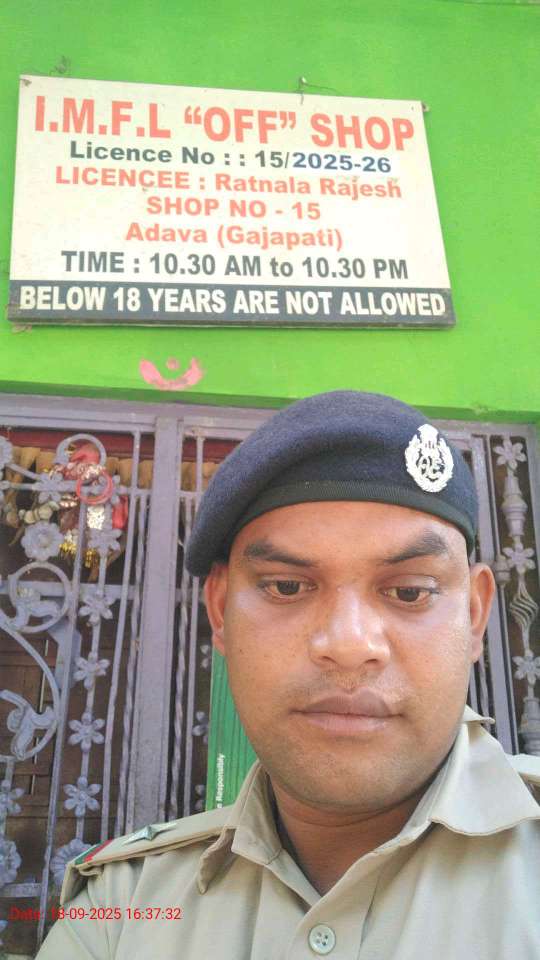 I.M.F.L "OFF" SHOP
Licence No : : 15/2025-26
LICENCEE : Ratnala Rajesh
SHOP NO - 15
Adava (Gajapati)
TIME : 10.30 AM to 10.30 PM
BELOW 18 YEARS ARE NOT ALLOWED
Responsibly
Date: 18-09-2025 16:37:32